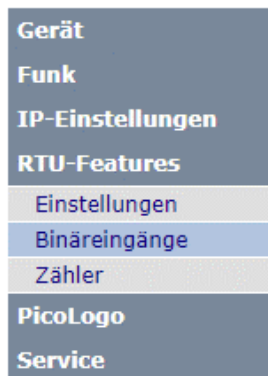 Gerät
Funk
IP-Einstellungen
RTU-Features
Einstellungen
Binäreingänge
Zähler
PicoLogo
Service